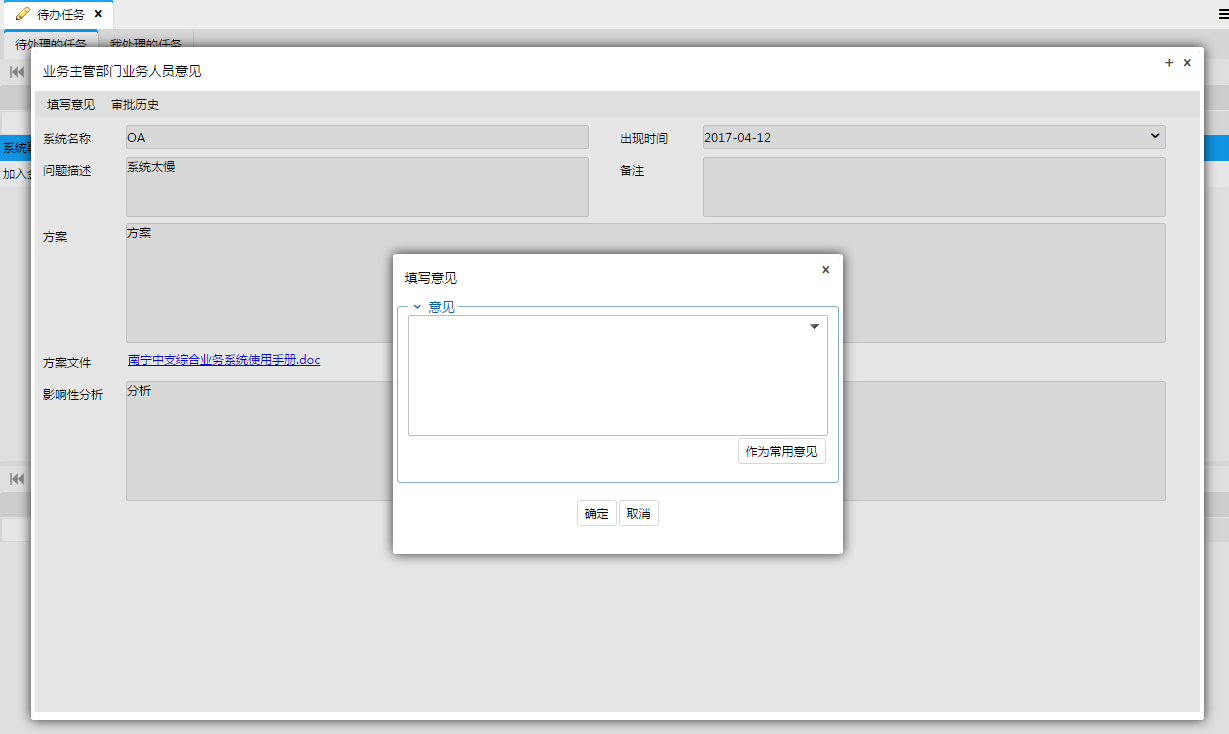 待办任务
待处理的任务 我处理的任务
业务主管部门业务人员意见
填写意见 审批历史
系统名称 OA 出现时间 2017-04-12
问题描述 系统太慢 备注
方案 方案
填写意见
意见
方案文件 南宁中支综合业务系统使用手册.doc
影响性分析 分析
作为常用意见
确定 取消
系统
加入